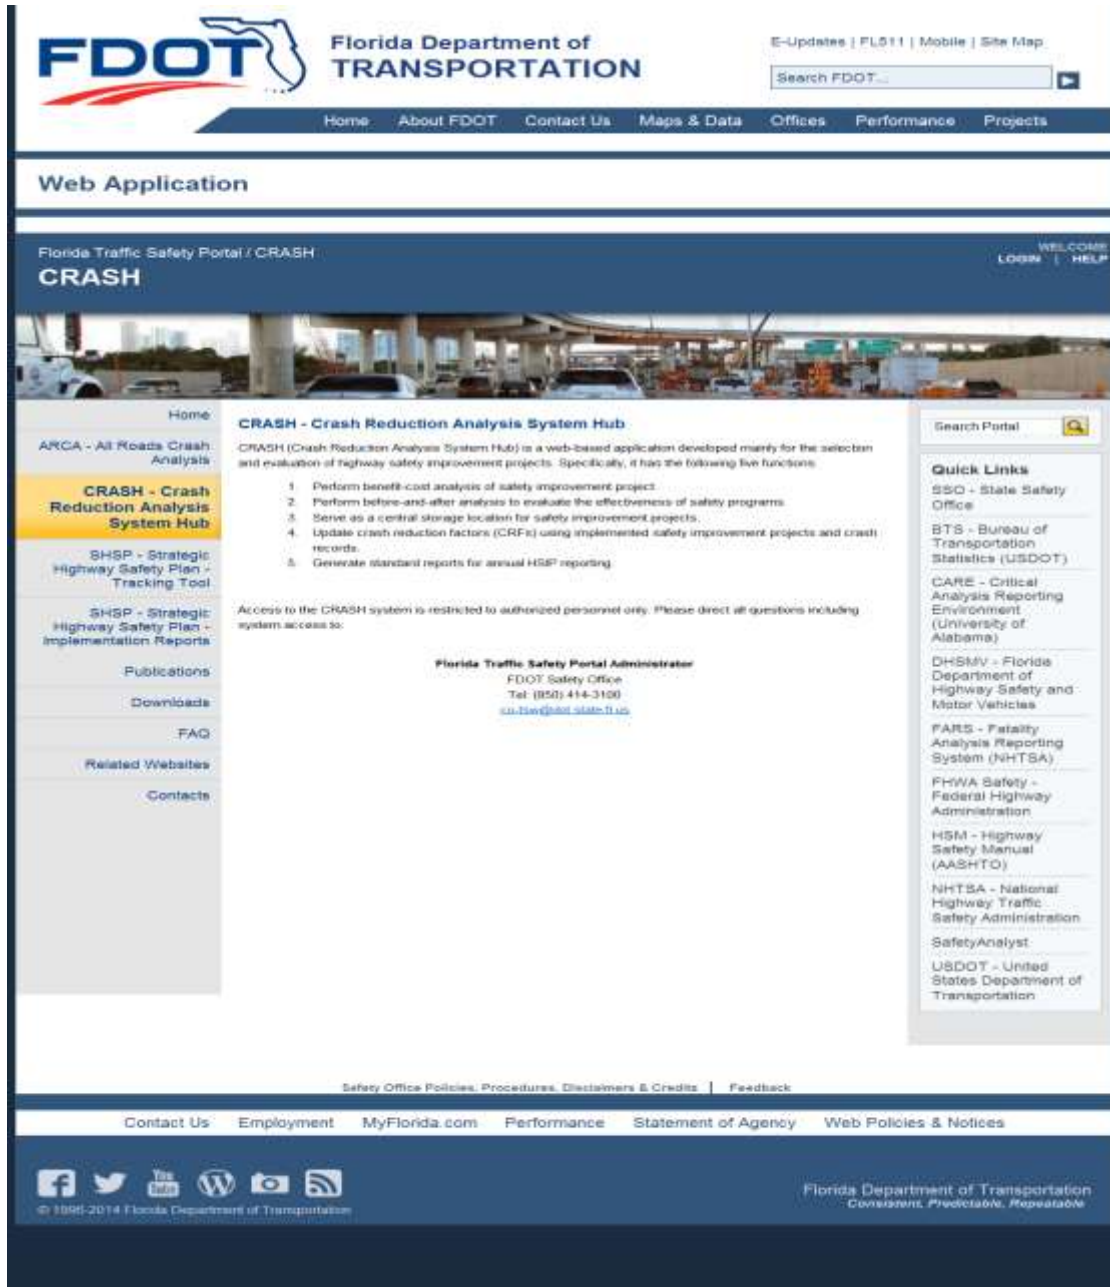 FDOT
Florida Department of
TRANSPORTATION
E-Updates | FL511 | Mobile | Site Map
Search FDOT...
Home About FDOT Contact Us Maps & Data Offices Performance Projects
Web Application
Florida Traffic Safety Portal / CRASH
CRASH
WELCOME
LOGIN | HELP
Home
ARCA - All Roads Crash
Analysis
CRASH - Crash
Reduction Analysis
System Hub
SHSP - Strategic
Highway Safety Plan -
Tracking Tool
SHSP - Strategic
Highway Safety Plan -
Implementation Reports
Publications
Downloads
FAQ
Related Websites
Contacts
CRASH - Crash Reduction Analysis System Hub
CRASH (Crash Reduction Analysis System Hub) is a web-based application developed mainly for the selection
and evaluation of highway safety improvement projects. Specifically, it has the following five functions:
1. Perform benefit-cost analysis of safety improvement project.
2. Perform before-and-after analysis to evaluate the effectiveness of safety programs.
3. Serve as a central storage location for safety improvement projects.
4. Update crash reduction factors (CRFs) using implemented safety improvement projects and crash
records.
5. Generate standard reports for annual HSIP reporting.
Access to the CRASH system is restricted to authorized personnel only. Please direct all questions including
system access to:
Florida Traffic Safety Portal Administrator
FDOT Safety Office
Tel: (850) 414-3100
Search Portal
Quick Links
SSO - State Safety
Office
BTS - Bureau of
Transportation
Statistics (USDOT)
CARE - Critical
Analysis Reporting
Environment
(University of
Alabama)
DHSMV - Florida
Department of
Highway Safety and
Motor Vehicles
FARS - Fatality
Analysis Reporting
System (NHTSA)
FHWA Safety -
Federal Highway
Administration
HSM - Highway
Safety Manual
(AASHTO)
NHTSA - National
Highway Traffic
Safety Administration
SafetyAnalyst
USDOT - United
States Department of
Transportation
Safety Office Policies, Procedures, Disclaimers & Credits | Feedback
Contact Us Employment MyFlorida.com Performance Statement of Agency Web Policies & Notices
You
Tube
© 1996-2014 Florida Department of Transportation
Florida Department of Transportation
Consistent, Predictable, Repeatable